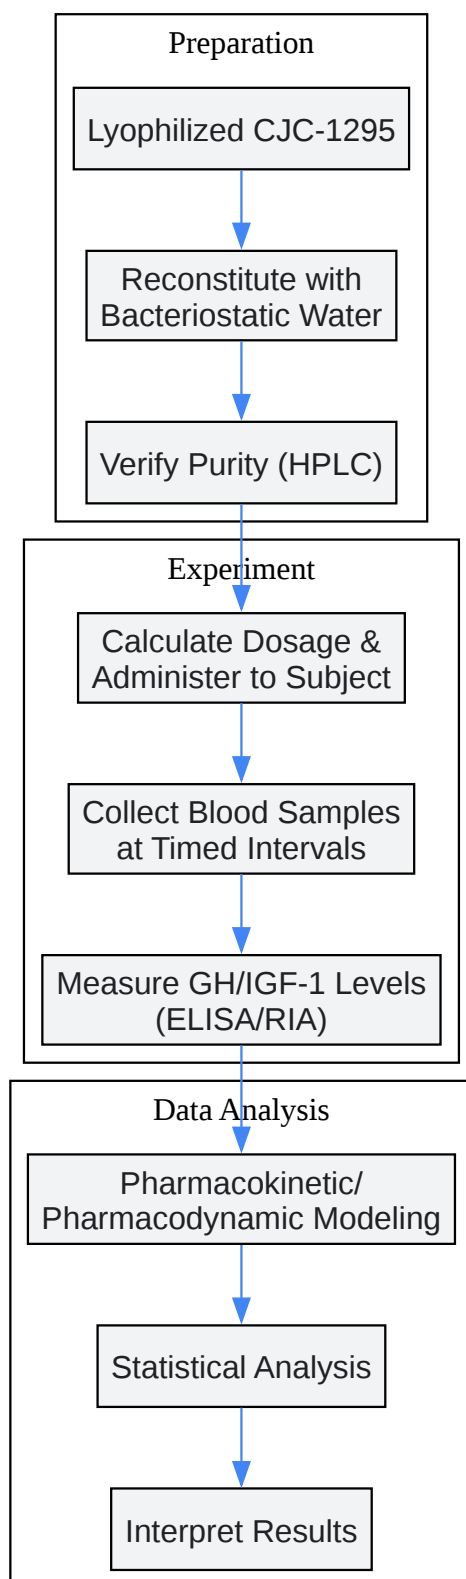 Preparation
Lyophilized CJC-1295
Reconstitute with
Bacteriostatic Water
Verify Purity (HPLC)
Experiment
Calculate Dosage &
Administer to Subject
Collect Blood Samples
at Timed Intervals
Measure GH/IGF-1 Levels
(ELISA/RIA)
Data Analysis
Pharmacokinetic/
Pharmacodynamic Modeling
Statistical Analysis
Interpret Results